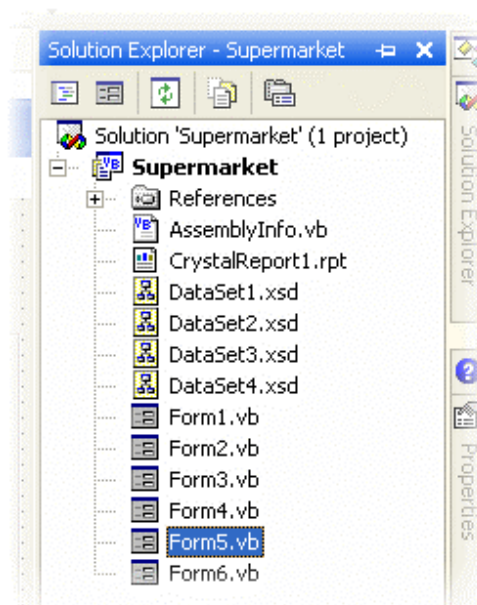 Solution Explorer - Supermarket
Solution 'Supermarket' (1 project)
Supermarket
References
AssemblyInfo.vb
CrystalReport1.rpt
DataSet1.xsd
DataSet2.xsd
DataSet3.xsd
DataSet4.xsd
Form1.vb
Form2.vb
Form3.vb
Form4.vb
Form5.vb
Form6.vb
Solution Explorer
Properties